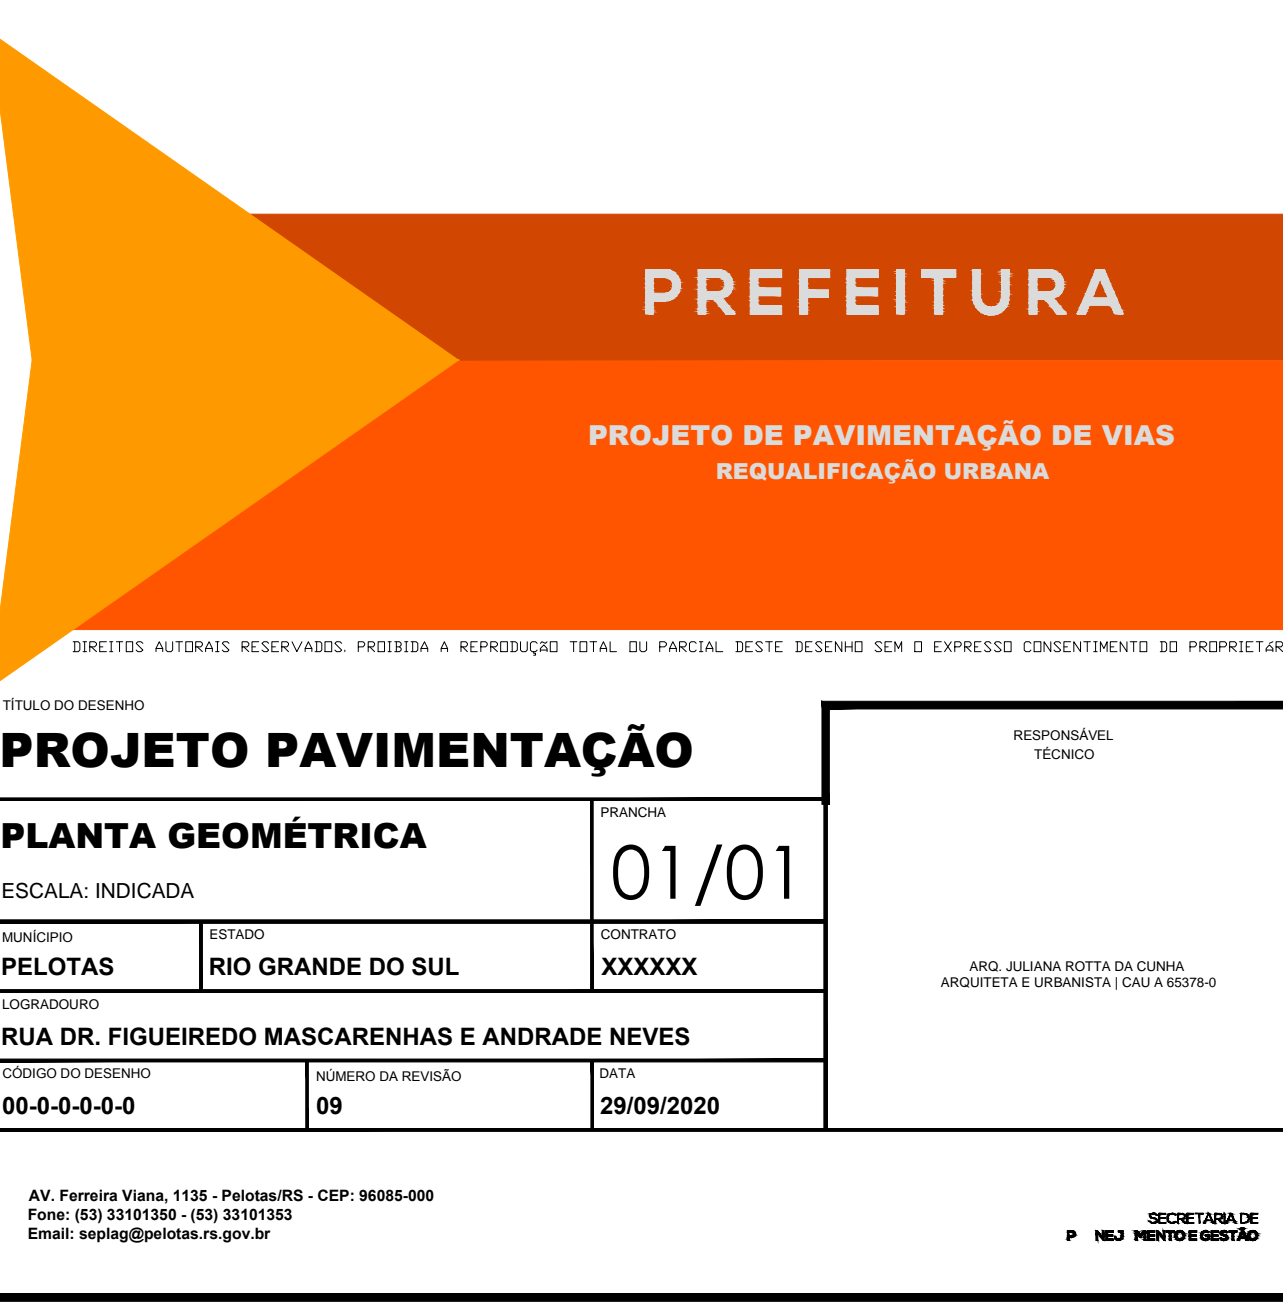 PREFEITURA
PROJETO DE PAVIMENTAÇÃO DE VIAS
REQUALIFICAÇÃO URBANA
DIREITOS AUTORAIS RESERVADOS. PROIBIDA A REPRODUÇÃO TOTAL OU PARCIAL DESTE DESENHO SEM O EXPRESSO CONSENTIMENTO DO PROPRIETÁR
TÍTULO DO DESENHO
PROJETO PAVIMENTAÇÃO
RESPONSÁVEL
TÉCNICO
PLANTA GEOMÉTRICA
ESCALA: INDICADA
PRANCHA
01/01
MUNÍCIPIO
PELOTAS
ESTADO
RIO GRANDE DO SUL
CONTRATO
XXXXXX
ARQ. JULIANA ROTTA DA CUNHA
ARQUITETA E URBANISTA | CAU A 65378-0
LOGRADOURO
RUA DR. FIGUEIREDO MASCARENHAS E ANDRADE NEVES
CÓDIGO DO DESENHO
00-0-0-0-0-0
NÚMERO DA REVISÃO
09
DATA
29/09/2020
AV. Ferreira Viana, 1135 - Pelotas/RS - CEP: 96085-000
Fone: (53) 33101350 - (53) 33101353
Email: seplag@pelotas.rs.gov.br
SECRETARIA DE
P NEJ MENTO E GESTÃO